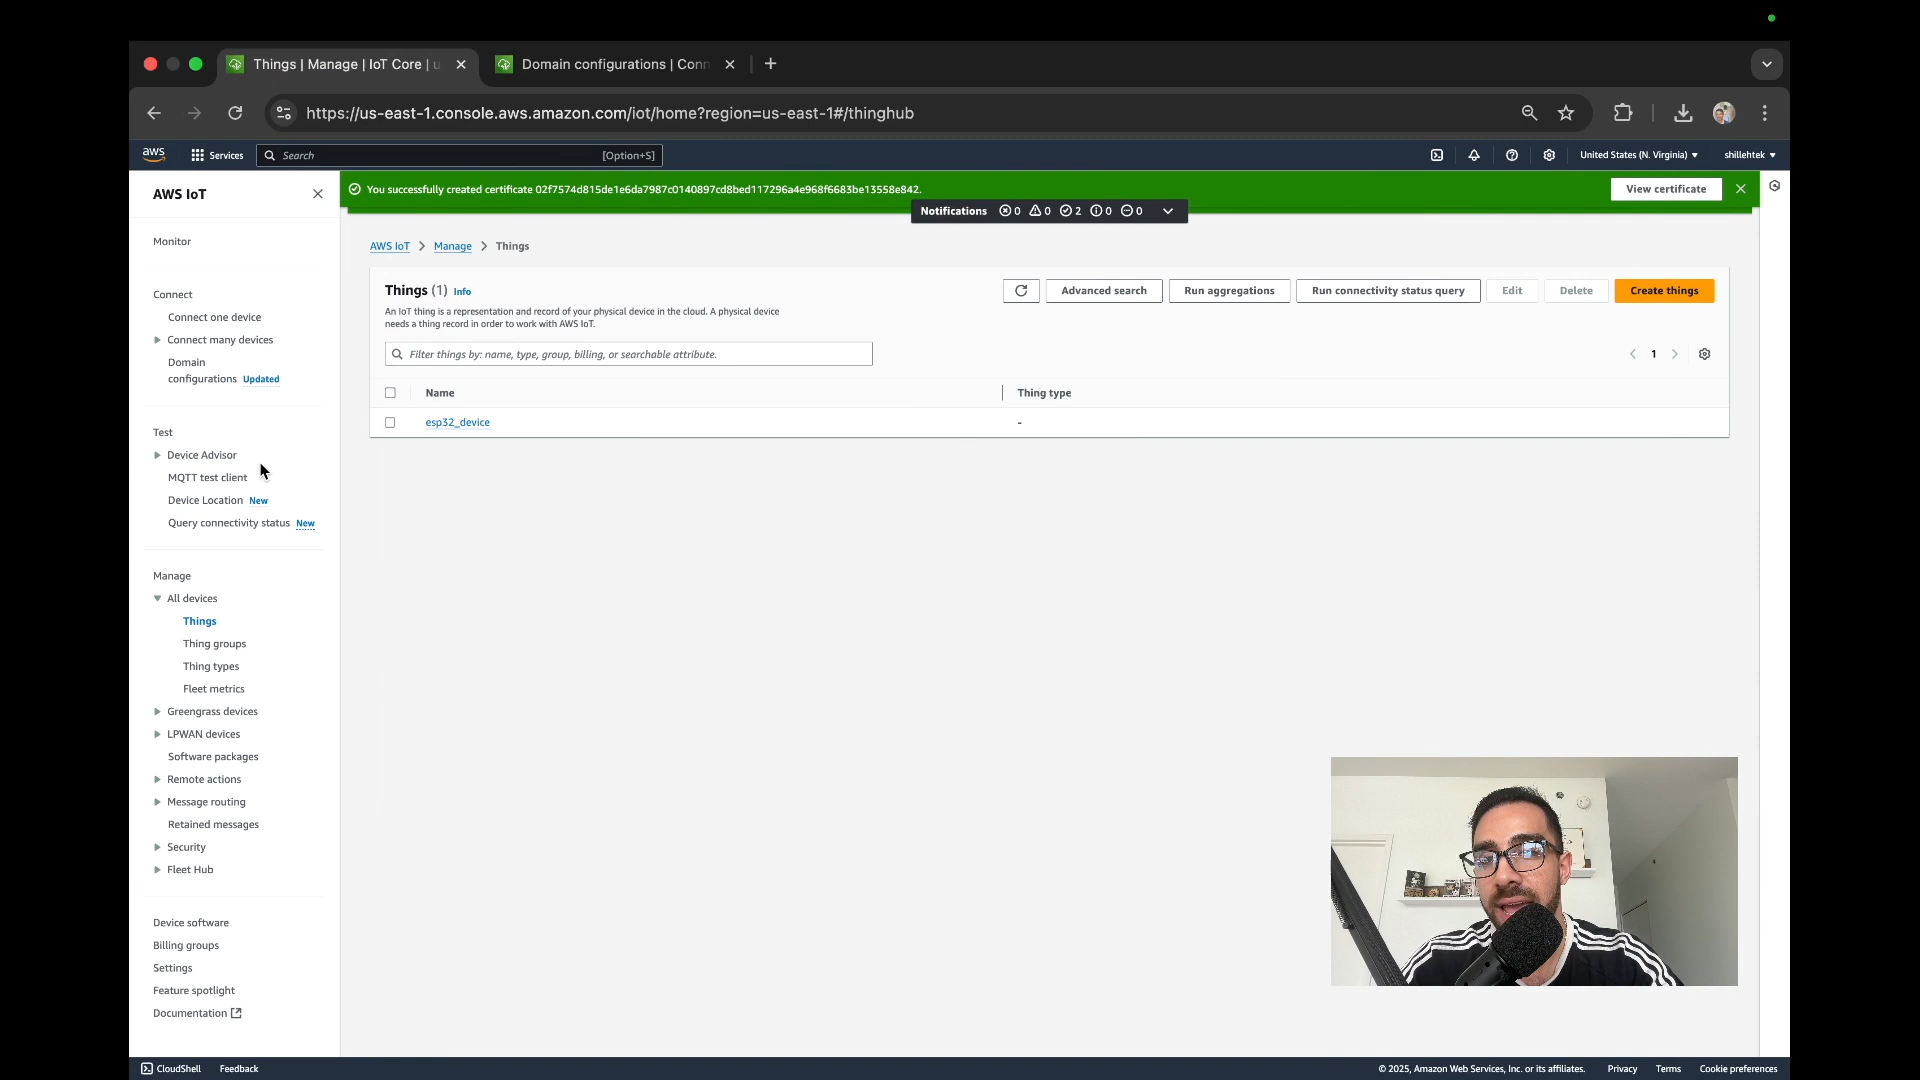 Things | Manage | IoT Core | u
Domain configurations | Conn
https://us-east-1.console.aws.amazon.com/iot/home?region=us-east-1#/thinghub
aws
Services
Search
[Option+S]
United States (N. Virginia)
shillehtek
AWS IoT
Monitor
Connect
Connect one device
Connect many devices
Domain
configurations Updated
Test
Device Advisor
MQTT test client
Device Location New
Query connectivity status New
Manage
All devices
Things
Thing groups
Thing types
Fleet metrics
Greengrass devices
LPWAN devices
Software packages
Remote actions
Message routing
Retained messages
Security
Fleet Hub
Device software
Billing groups
Settings
Feature spotlight
Documentation
You successfully created certificate 02f7574d815de1e6da7987c0140897cd8bed117296a4e968f6683be13558e842.
View certificate
Notifications 0 0 2 0 0
AWS IoT > Manage > Things
Things (1) Info
An IoT thing is a representation and record of your physical device in the cloud. A physical device
needs a thing record in order to work with AWS IoT.
Advanced search
Run aggregations
Run connectivity status query
Edit
Delete
Create things
Filter things by: name, type, group, billing, or searchable attribute.
1
Name
Thing type
esp32_device
-
CloudShell
Feedback
© 2025, Amazon Web Services, Inc. or its affiliates.
Privacy
Terms
Cookie preferences